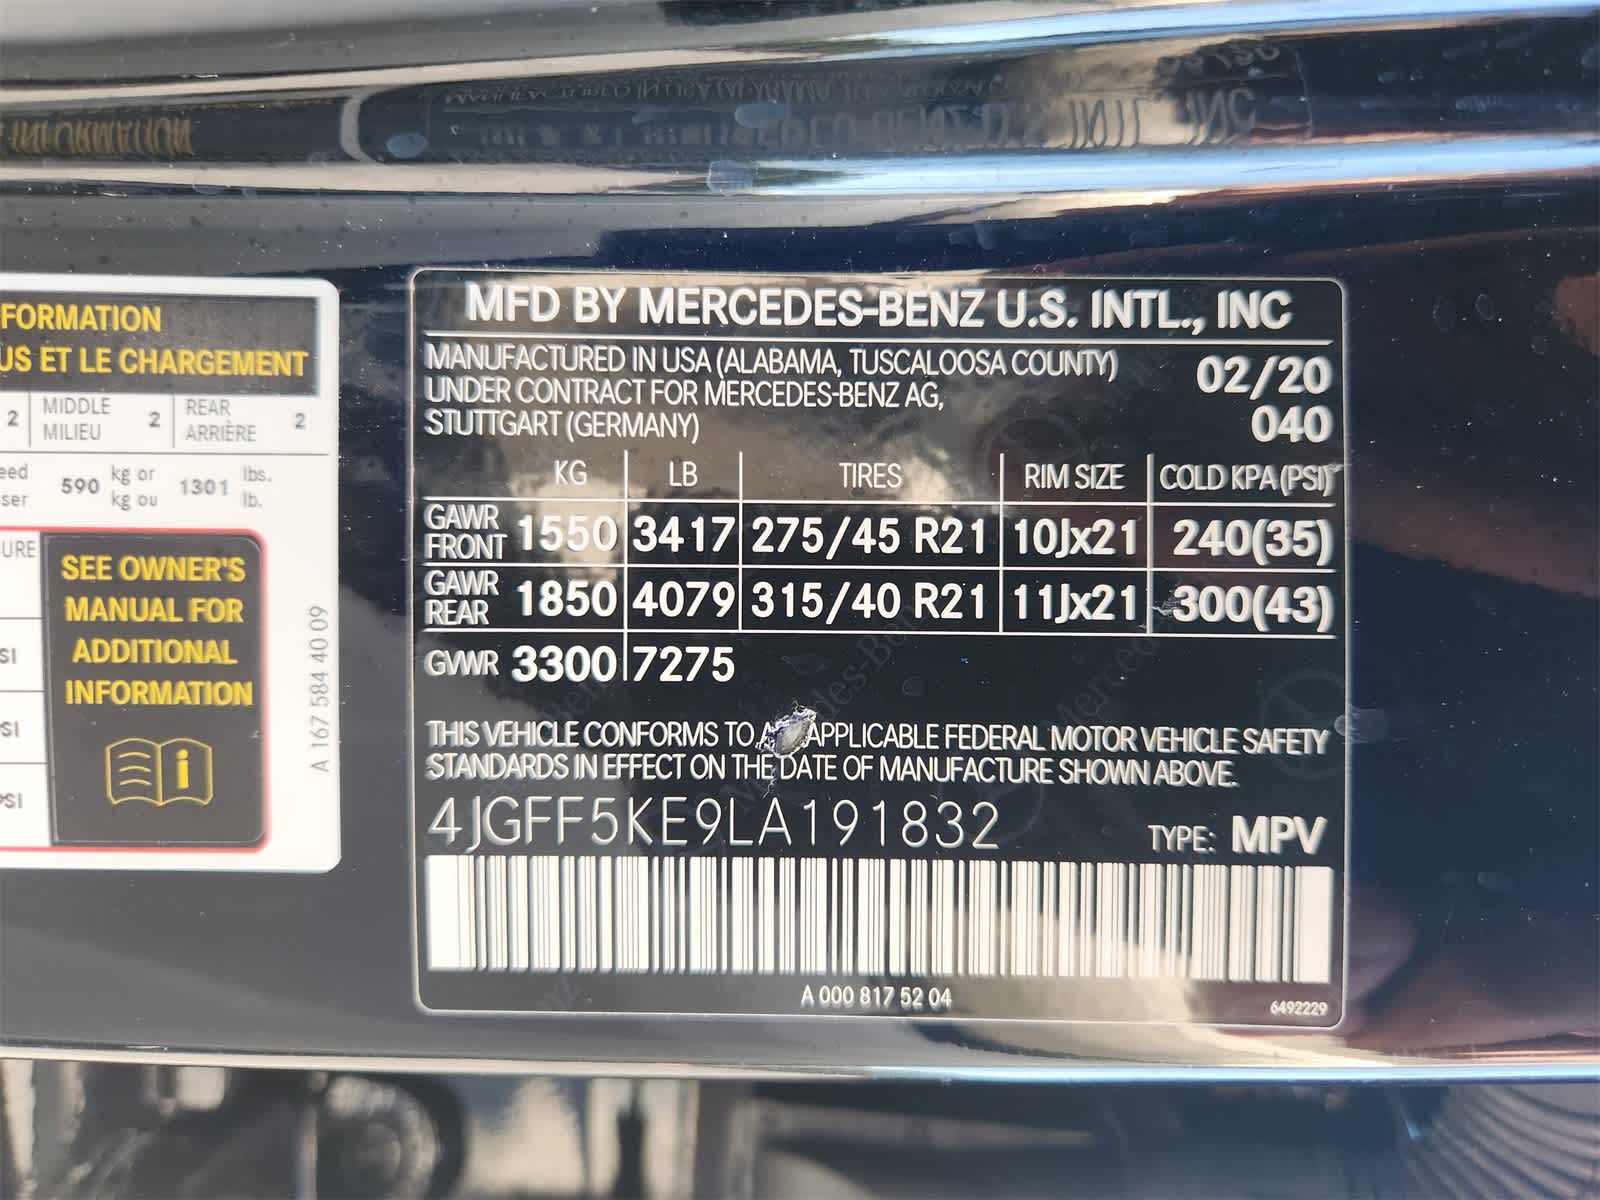 FORMATION
US ET LE CHARGEMENT
2 MIDDLE MILIEU 2 REAR ARRIÈRE 2
590 kg or kg ou 1301 lbs. lb.
SEE OWNER'S
MANUAL FOR
ADDITIONAL
INFORMATION
A 167 584 40 09
MFD BY MERCEDES-BENZ U.S. INTL., INC
MANUFACTURED IN USA (ALABAMA, TUSCALOOSA COUNTY) 02/20
UNDER CONTRACT FOR MERCEDES-BENZ AG,
STUTTGART (GERMANY) 040
KG LB TIRES RIM SIZE COLD KPA (PSI)
GAWR FRONT 1550 3417 275/45 R21 10Jx21 240(35)
GAWR REAR 1850 4079 315/40 R21 11Jx21 300(43)
GVWR 3300 7275
THIS VEHICLE CONFORMS TO APPLICABLE FEDERAL MOTOR VEHICLE SAFETY
STANDARDS IN EFFECT ON THE DATE OF MANUFACTURE SHOWN ABOVE.
4JGFF5KE9LA191832 TYPE: MPV
A 000 817 52 04
6492229